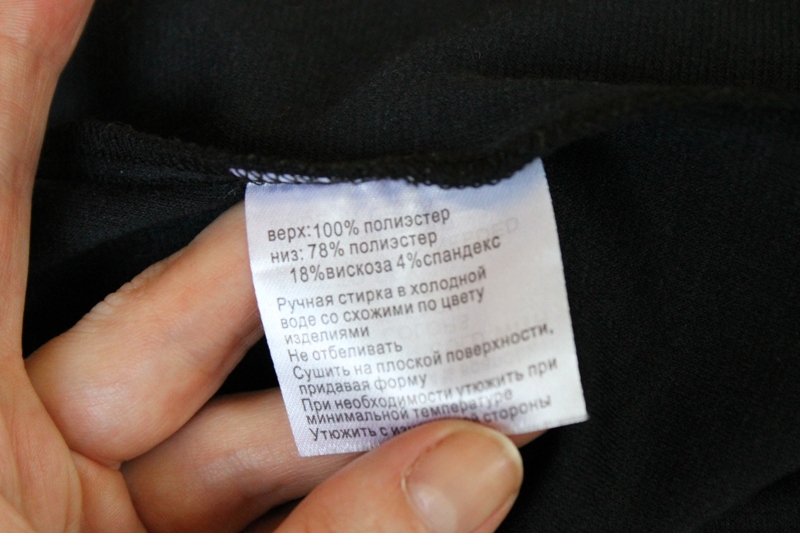 верх:100% полиэстер
низ: 78% полиэстер
18%вискоза 4%спандекс
Ручная стирка в холодной
воде со схожими по цвету
изделиями
Не отбеливать
Сушить на плоской поверхности,
придавая форму
При необходимости утюжить при
минимальной температуре
Утюжить с стороны